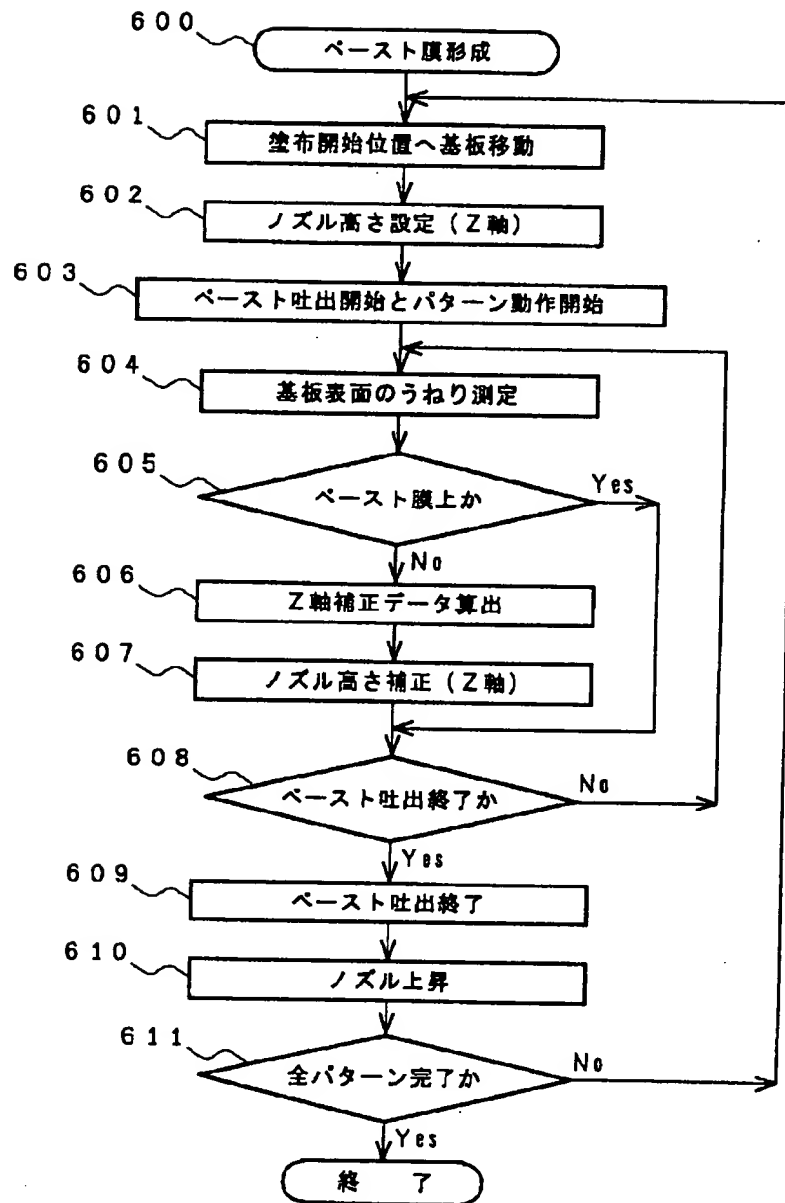 ６００
ペースト膜形成
６０１
塗布開始位置へ基板移動
６０２
ノズル高さ設定（Z軸）
６０３
ペースト吐出開始とパターン動作開始
６０４
基板表面のうねり測定
６０５
ペースト膜上か
Yes
No
６０６
Z軸補正データ算出
６０７
ノズル高さ補正（Z軸）
６０８
ペースト吐出終了か
No
Yes
６０９
ペースト吐出終了
６１０
ノズル上昇
６１１
全パターン完了か
No
Yes
終　了